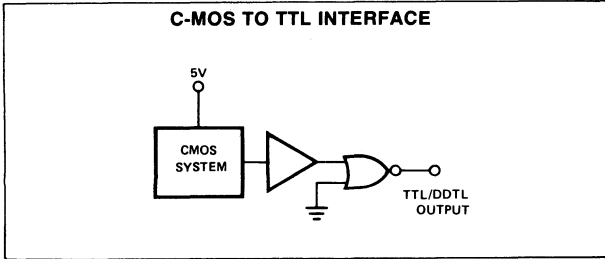 C-MOS TO TTL INTERFACE
5V
CMOS
SYSTEM
TTL/DDTL
OUTPUT